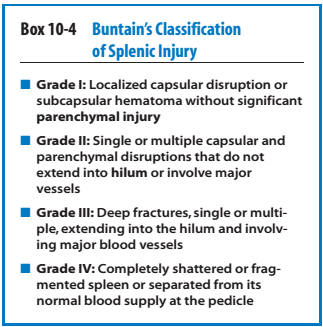 Box 10-4 Buntain's Classification
of Splenic Injury
■ Grade I: Localized capsular disruption or
subcapsular hematoma without significant
parenchymal injury
■ Grade II: Single or multiple capsular and
parenchymal disruptions that do not
extend into hilum or involve major
vessels
■ Grade III: Deep fractures, single or multi-
ple, extending into the hilum and involv-
ing major blood vessels
■ Grade IV: Completely shattered or frag-
mented spleen or separated from its
normal blood supply at the pedicle